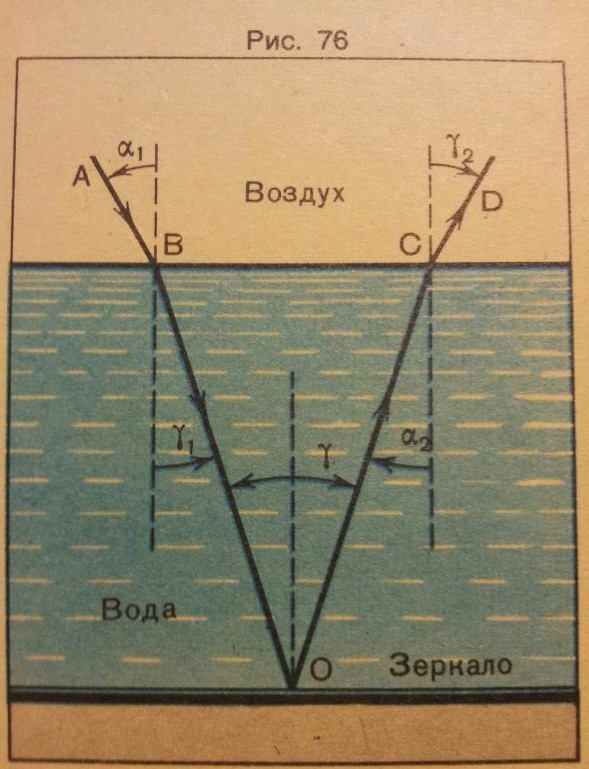 Рис. 76
α₁
γ₂
A
Воздух
D
B
C
γ₁
γ
α₂
Вода
O
Зеркало